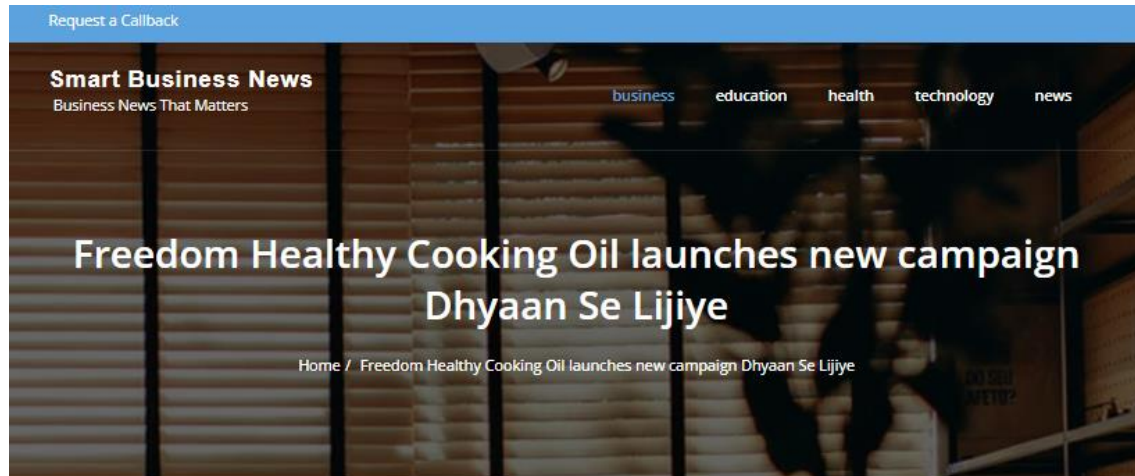 Request a Callback
Smart Business News
Business News That Matters
business education health technology news
Freedom Healthy Cooking Oil launches new campaign
Dhyaan Se Lijiye
Home / Freedom Healthy Cooking Oil launches new campaign Dhyaan Se Lijiye